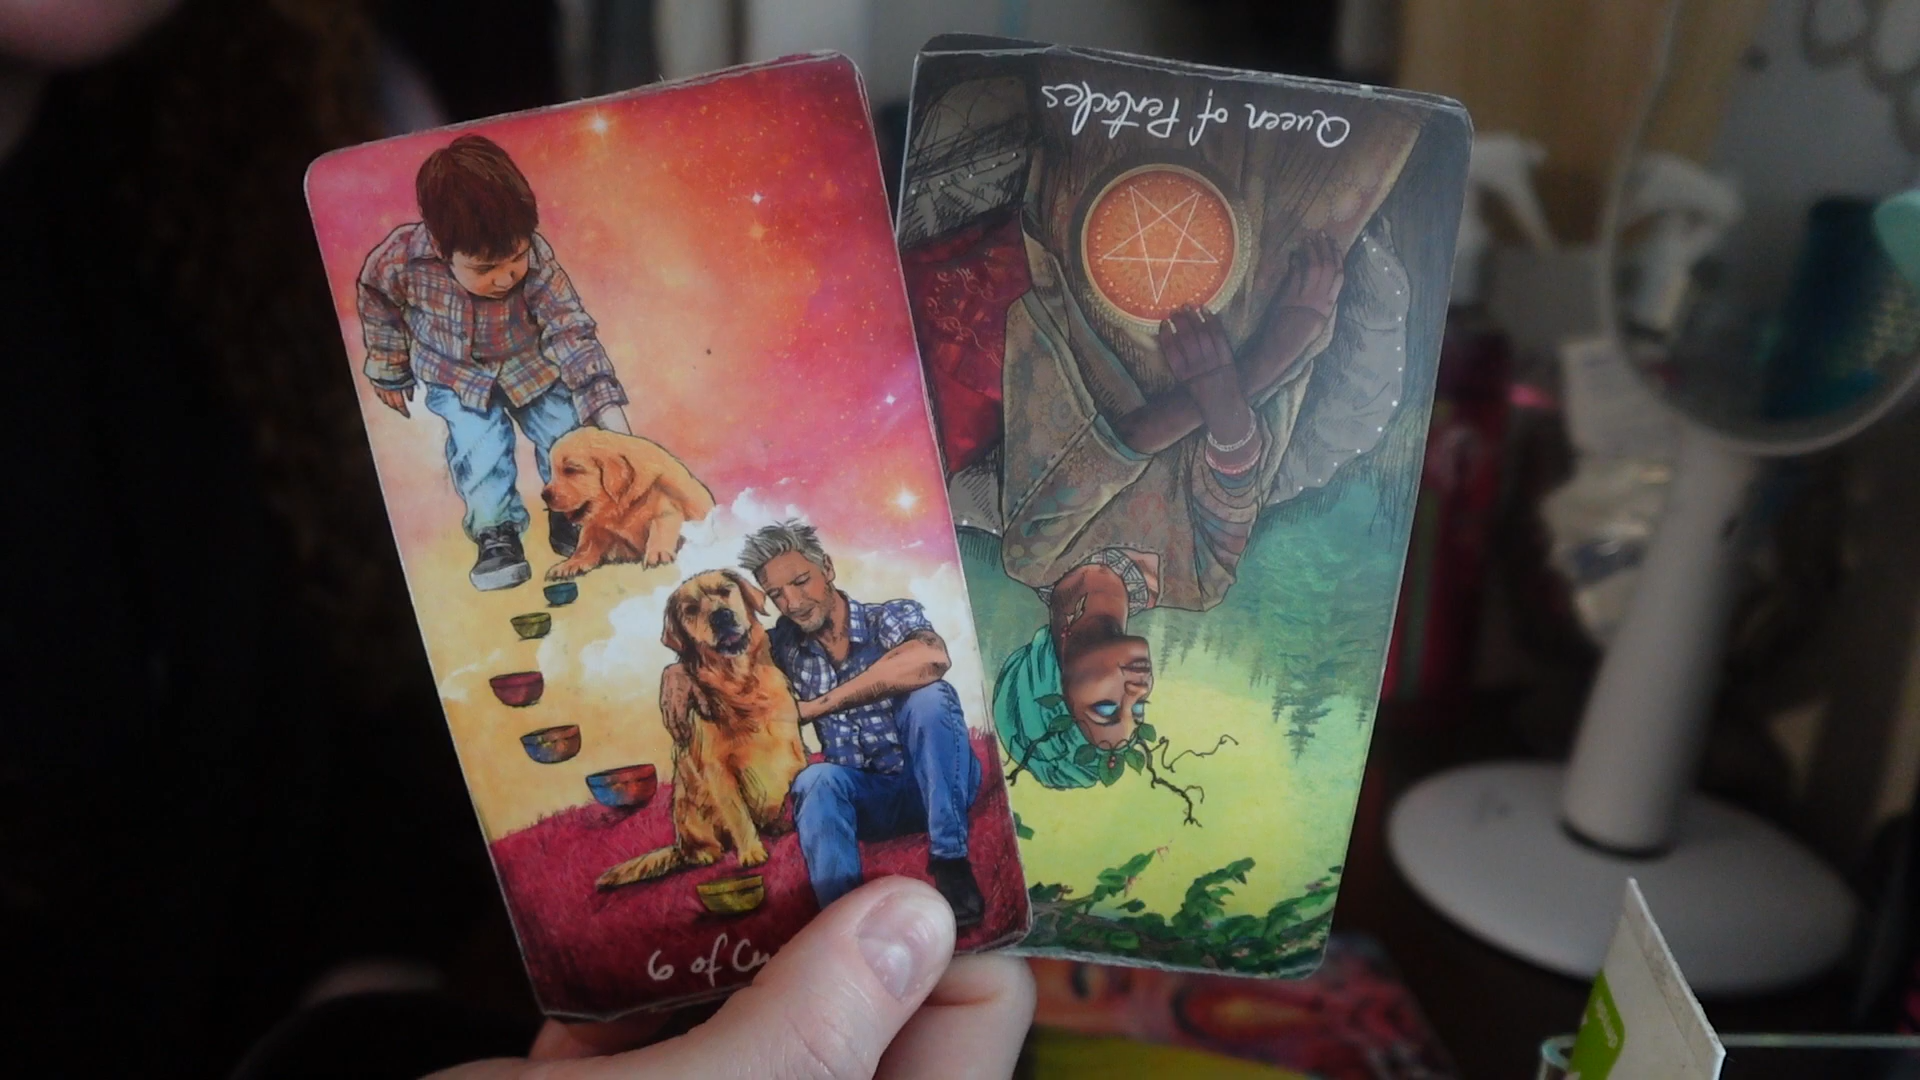 6 of Cu
Queen of Pentacles